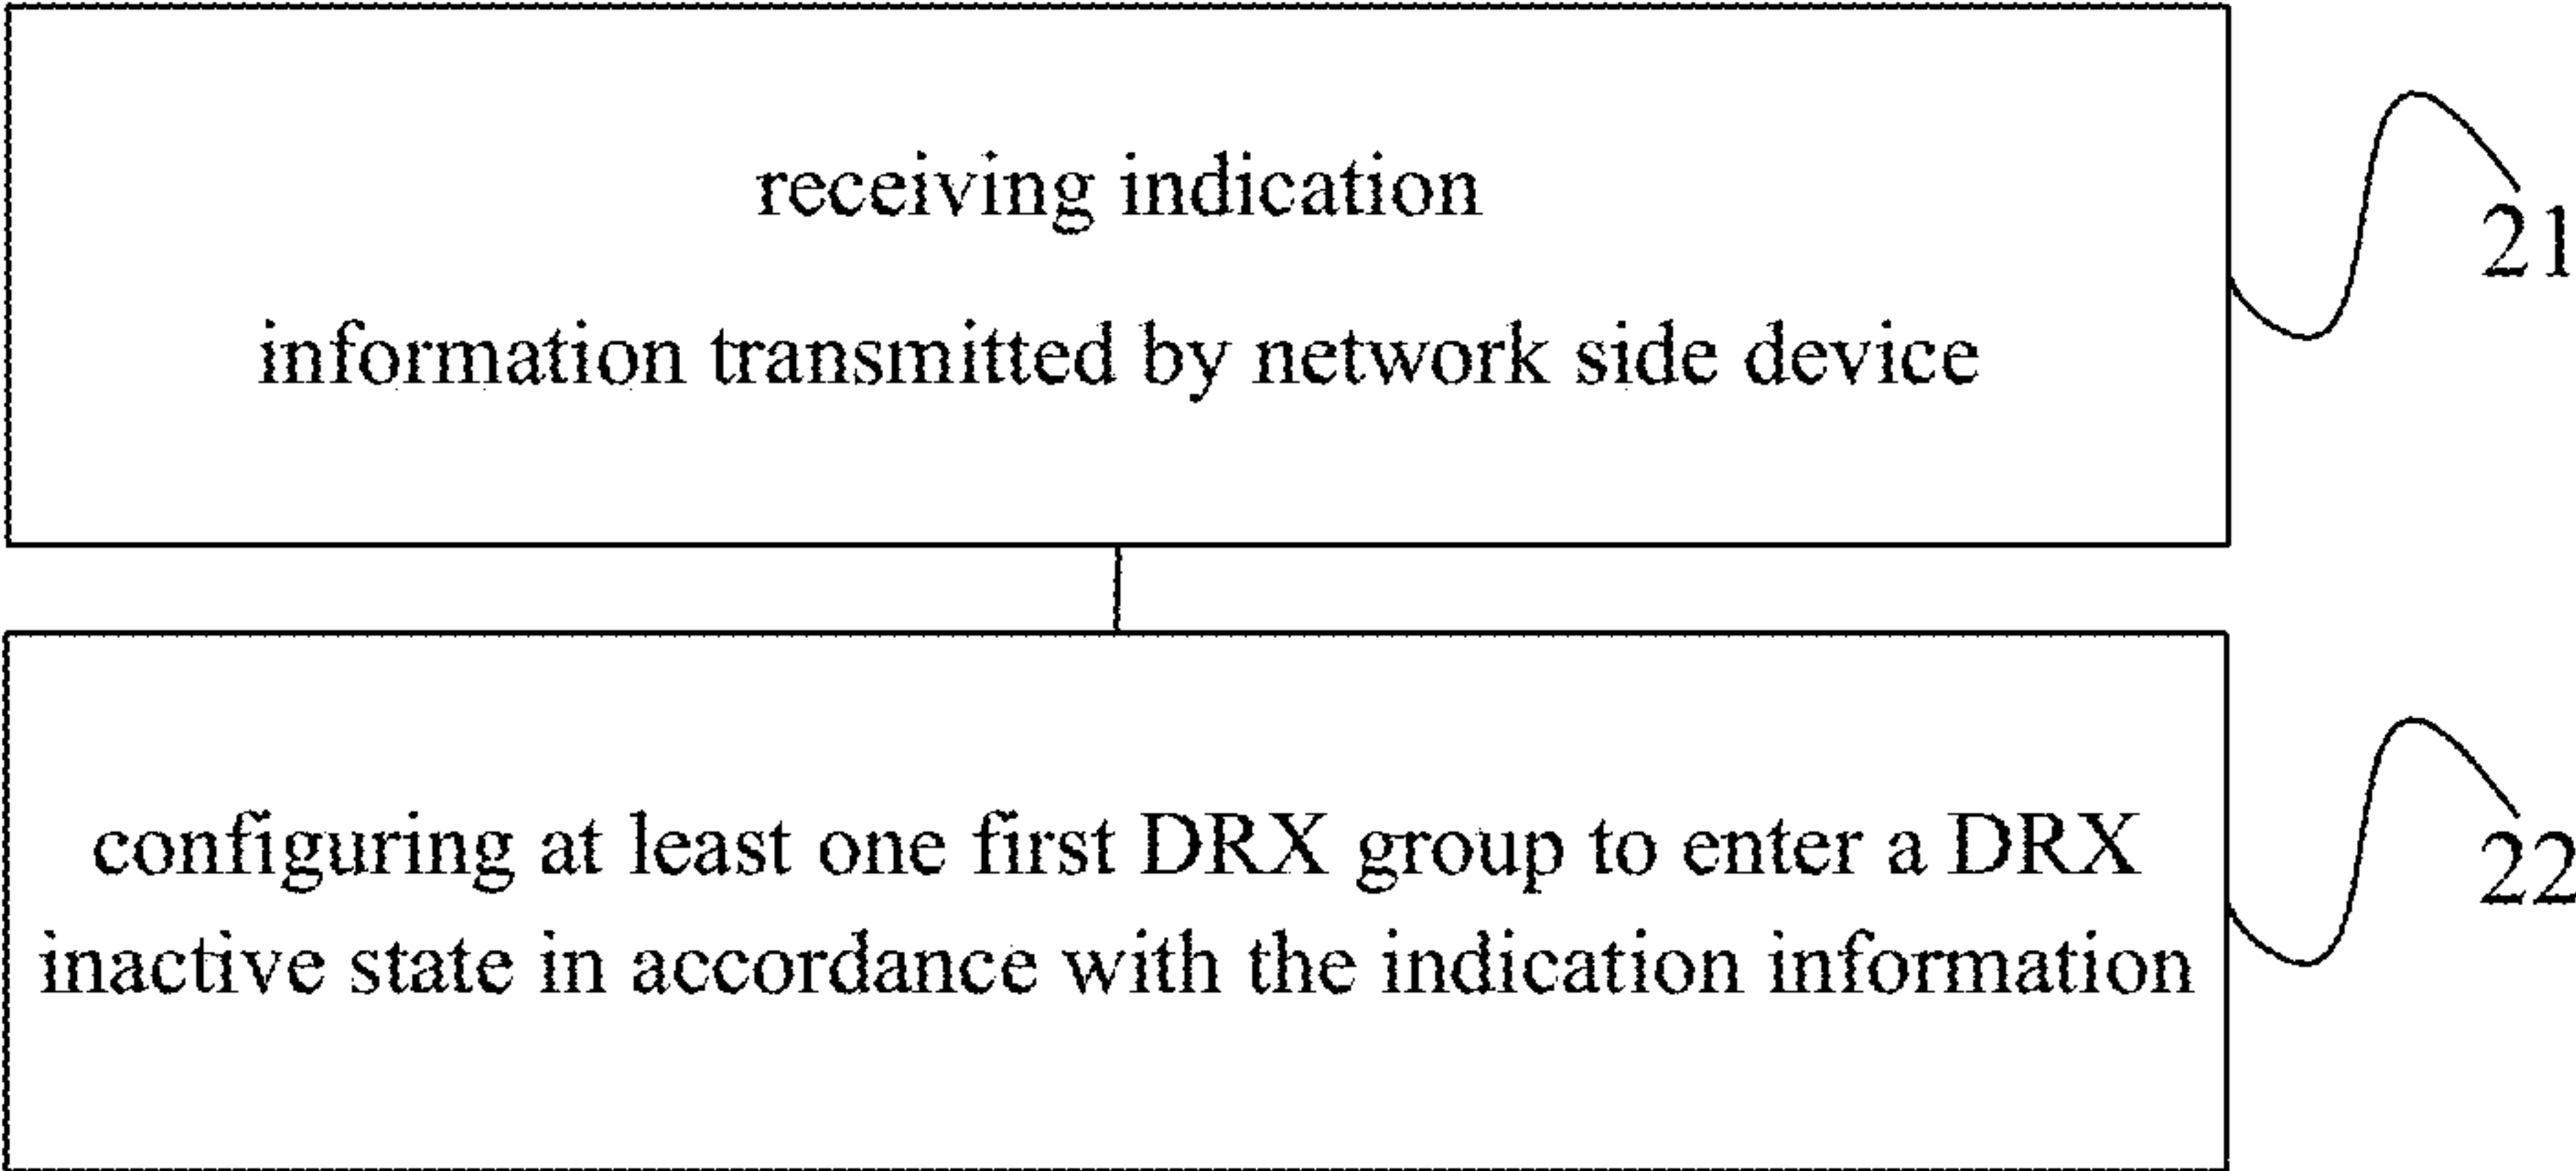 receiving indication
information transmitted by network side device
21
configuring at least one first DRX group to enter a DRX
inactive state in accordance with the indication information
22